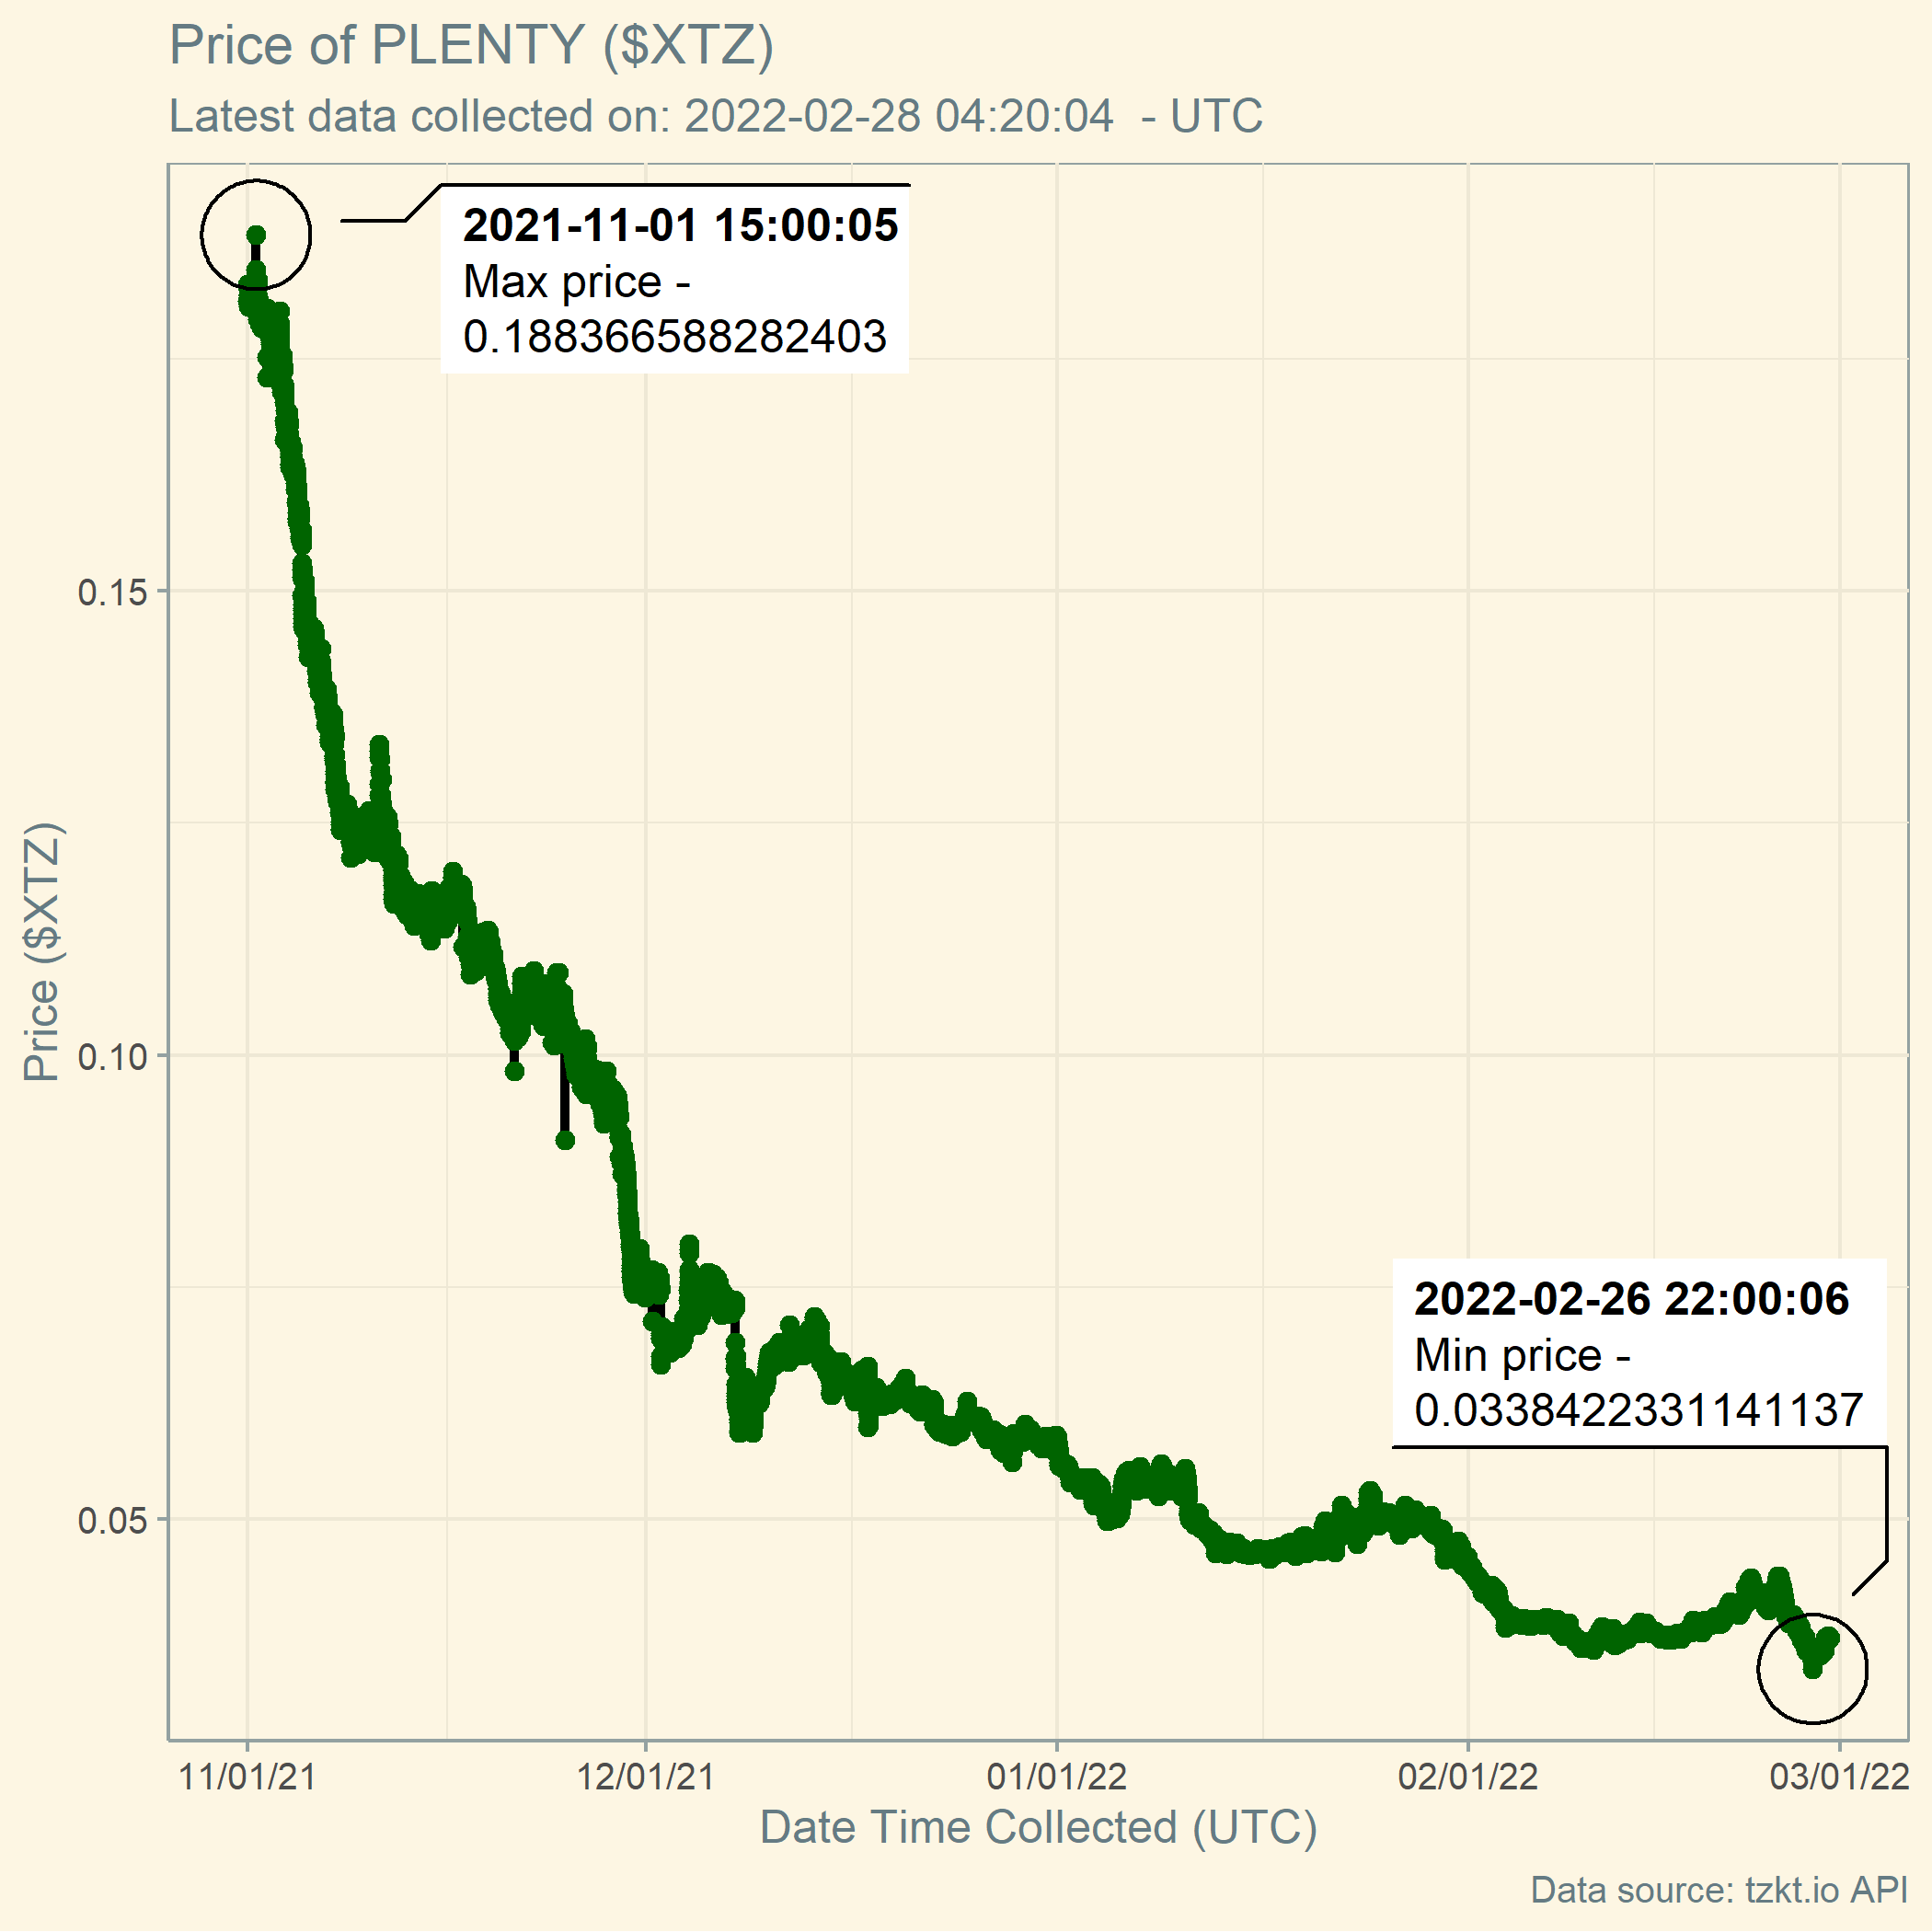 Price of PLENTY ($XTZ)
Latest data collected on: 2022-02-28 04:20:04  - UTC
2021-11-01 15:00:05
Max price -
0.188366588282403
0.15
0.10
0.05
Price ($XTZ)
2022-02-26 22:00:06
Min price -
0.0338422331141137
11/01/21
12/01/21
01/01/22
02/01/22
03/01/22
Date Time Collected (UTC)
Data source: tzkt.io API